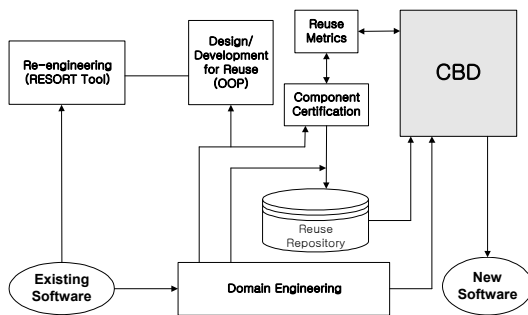 Re-engineering
(RESORT Tool)
Design/
Development
for Reuse
(OOP)
Reuse
Metrics
CBD
Component
Certification
Reuse
Repository
Existing
Software
Domain Engineering
New
Software